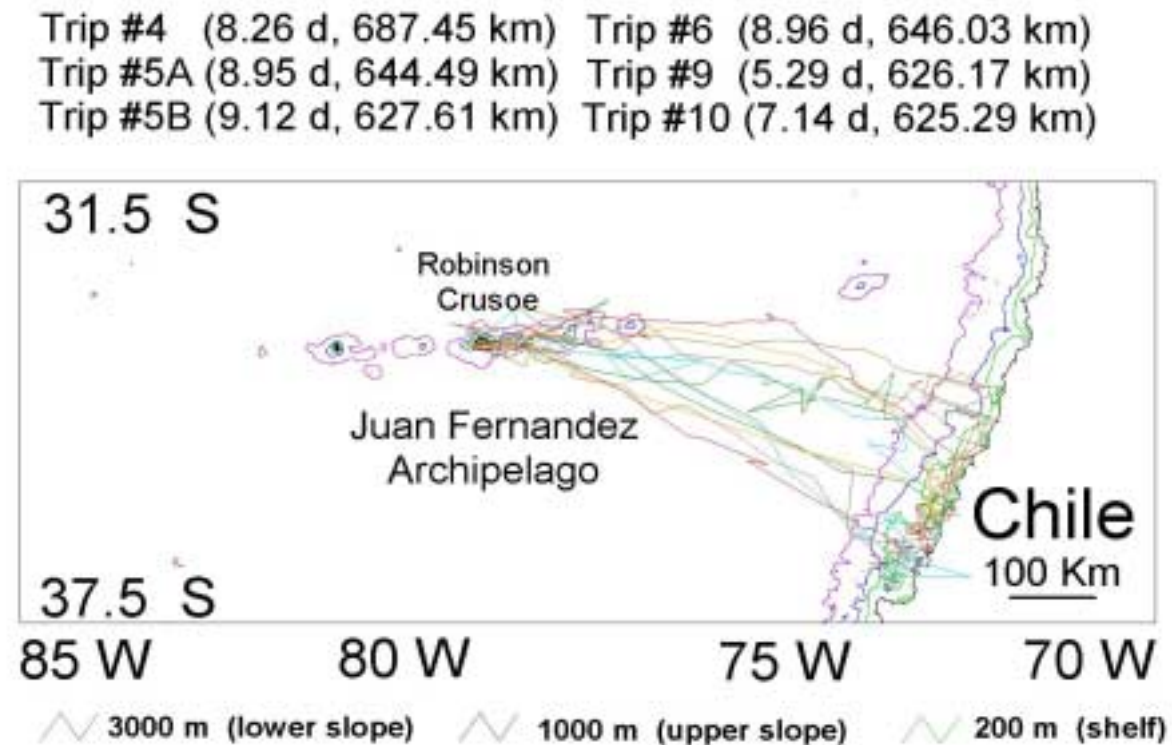 Trip #4 (8.26 d, 687.45 km) Trip #6 (8.96 d, 646.03 km)
Trip #5A (8.95 d, 644.49 km) Trip #9 (5.29 d, 626.17 km)
Trip #5B (9.12 d, 627.61 km) Trip #10 (7.14 d, 625.29 km)
31.5 S
Robinson
Crusoe
Juan Fernandez
Archipelago
Chile
100 Km
37.5 S
85 W 80 W 75 W 70 W
3000 m (lower slope) 1000 m (upper slope) 200 m (shelf)